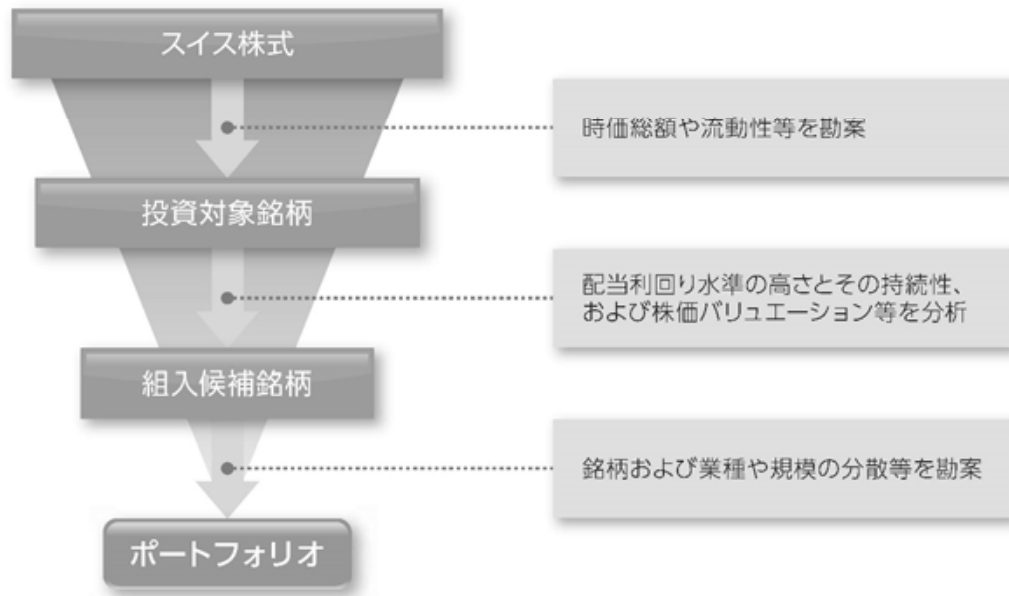 スイス株式
時価総額や流動性等を勘案
投資対象銘柄
配当利回り水準の高さとその持続性、
および株価バリュエーション等を分析
組入候補銘柄
銘柄および業種や規模の分散等を勘案
ポートフォリオ